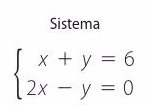 Sistema
x + y = 6
2x − y = 0